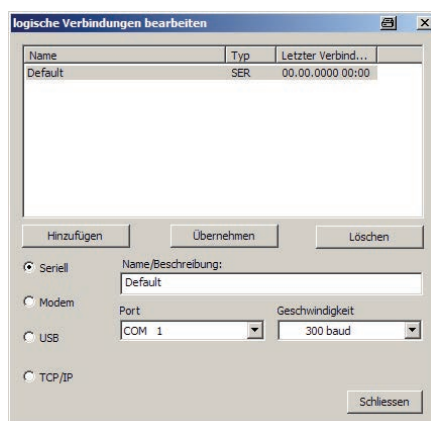 logische Verbindungen bearbeiten
Name Typ Letzter Verbind...
Default SER 00.00.0000 00:00
Hinzufügen Übernehmen Löschen
Seriell
Name/Beschreibung:
Default
Modem
Port Geschwindigkeit
COM 1 300 baud
USB
TCP/IP
Schliessen